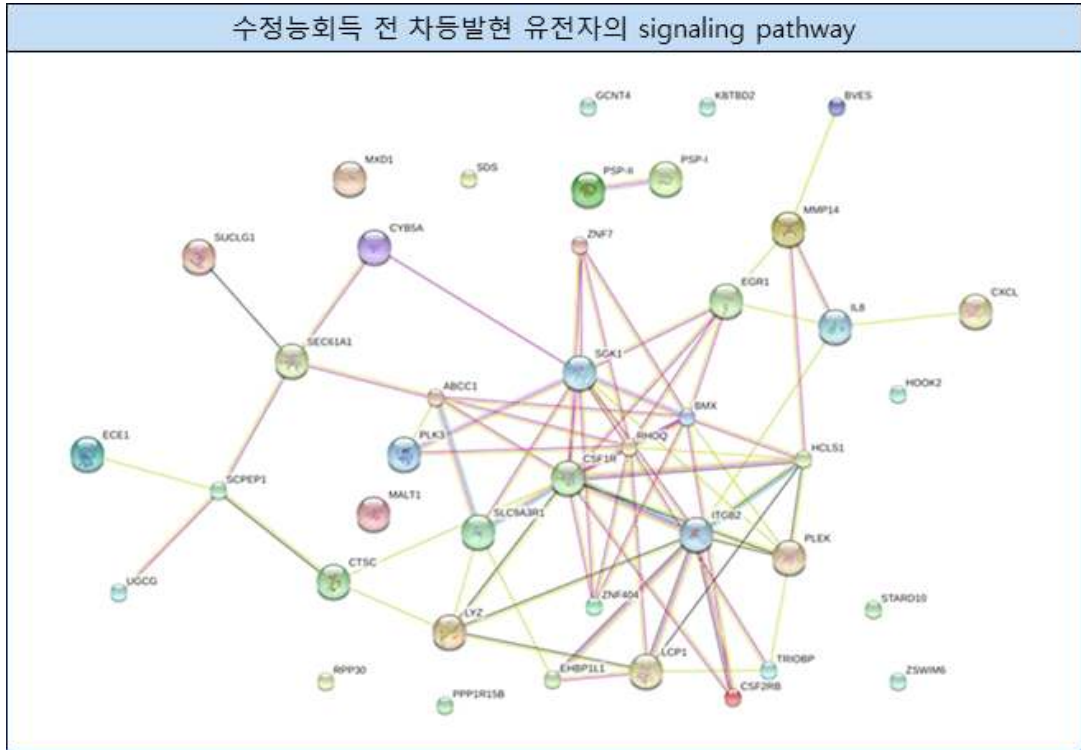 수정능회득 전 차등발현 유전자의 signaling pathway
GCNT4
KBTBD2
BVES
MXD1
SDS
PSP-II
PSP-I
MMP14
SUCLG1
CYB5A
ZNF7
EGR1
IL8
CXCL
SEC61A1
SGK1
ABCC1
BMX
HOOK2
ECE1
PLK3
RHOQ
CSF1R
HCLS1
SCPEP1
MALT1
SLC9A3R1
ITGB2
PLEK
CTSC
UGCG
LYZ
ZNF404
STARD10
RPP30
EHBP1L1
LCP1
TRIOBP
ZSWIM6
PPP1R15B
CSF2RB